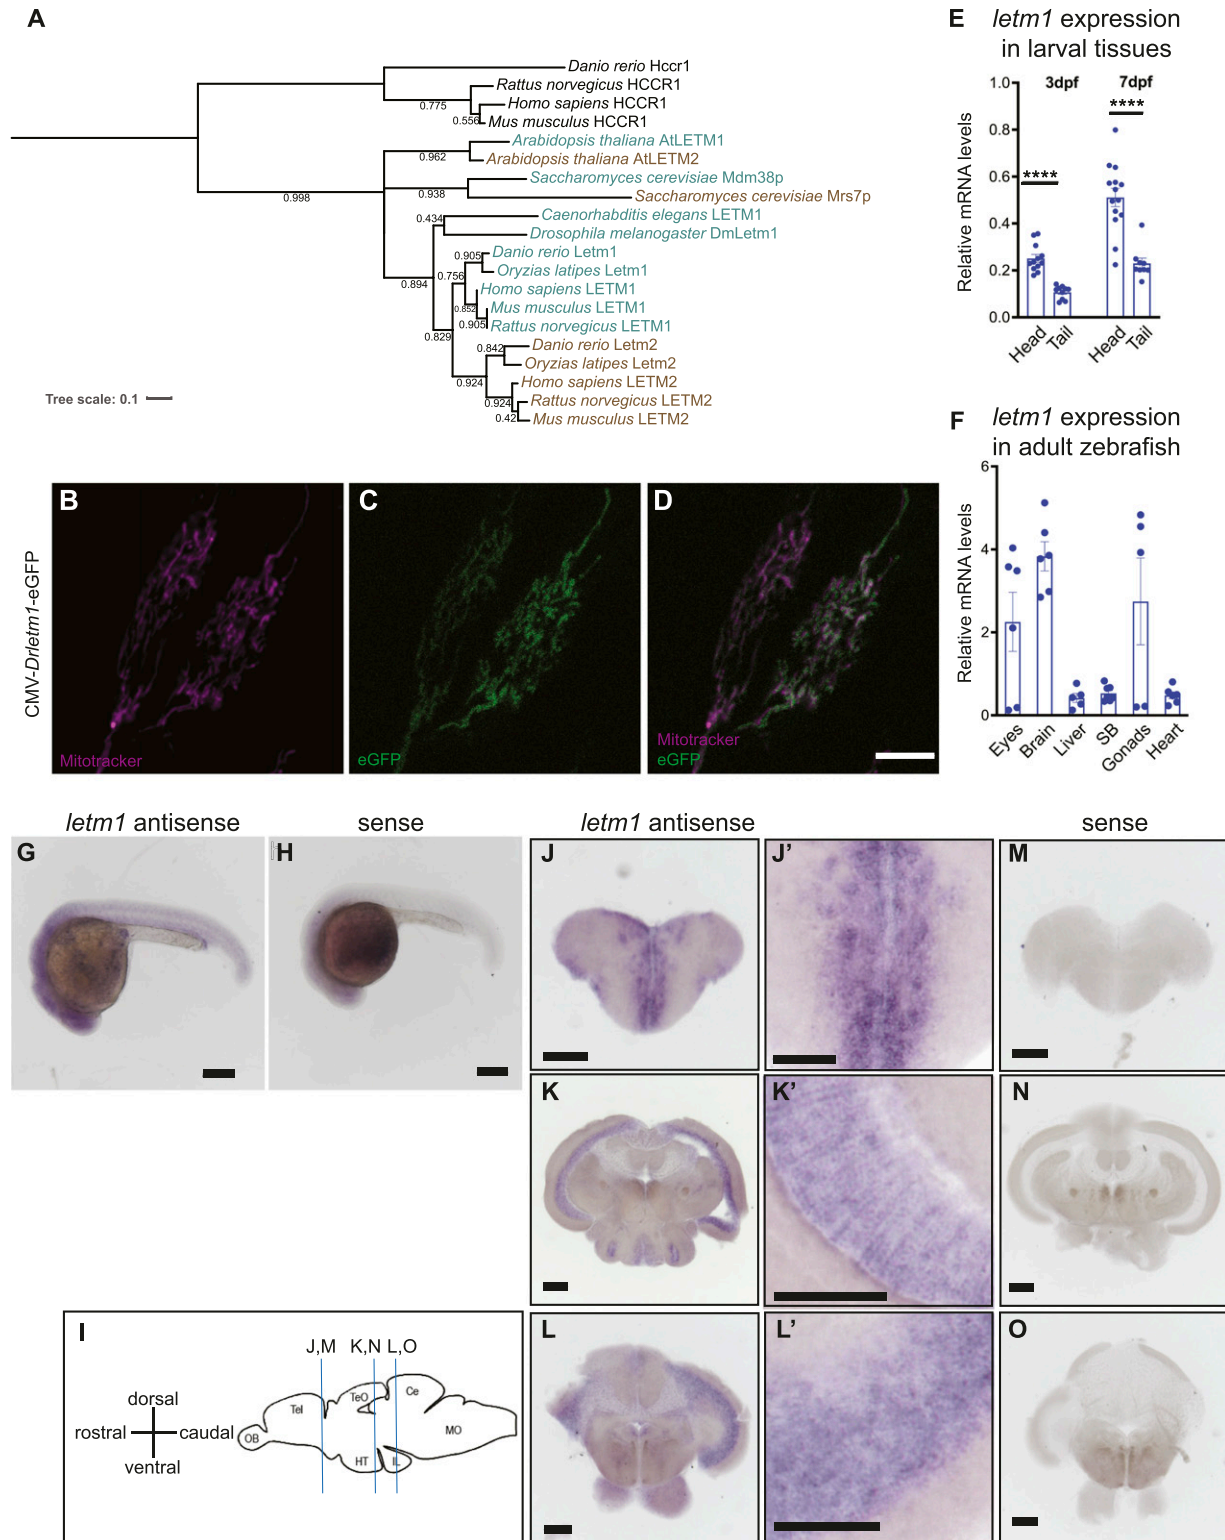 A
Danio rerio Hccr1
Rattus norvegicus HCCR1
0.775
Homo sapiens HCCR1
0.556
Mus musculus HCCR1
Arabidopsis thaliana AtLETM1
0.962
Arabidopsis thaliana AtLETM2
Saccharomyces cerevisiae Mdm38p
0.998
0.938
Saccharomyces cerevisiae Mrs7p
0.434
Caenorhabditis elegans LETM1
Drosophila melanogaster DmLetm1
0.905
Danio rerio Letm1
0.756
Oryzias latipes Letm1
0.894
Homo sapiens LETM1
0.852
Mus musculus LETM1
0.905
Rattus norvegicus LETM1
0.829
0.842
Danio rerio Letm2
Oryzias latipes Letm2
0.924
Homo sapiens LETM2
0.924
Rattus norvegicus LETM2
0.42
Mus musculus LETM2
Tree scale: 0.1
E
letm1 expression
in larval tissues
Relative mRNA levels
1.0
0.8
0.6
0.4
0.2
0.0
3dpf
7dpf
****
****
Head
Tail
Head
Tail
F
letm1 expression
in adult zebrafish
Relative mRNA levels
6
4
2
0
Eyes
Brain
Liver
SB
Gonads
Heart
CMV-Drletm1-eGFP
B
Mitotracker
C
eGFP
D
Mitotracker
eGFP
letm1 antisense
sense
letm1 antisense
sense
G
H
J
J’
M
K
K’
N
L
L’
O
I
J,M
K,N
L,O
dorsal
rostral
caudal
ventral
OB
Tel
TeO
Ce
MO
HT
IL